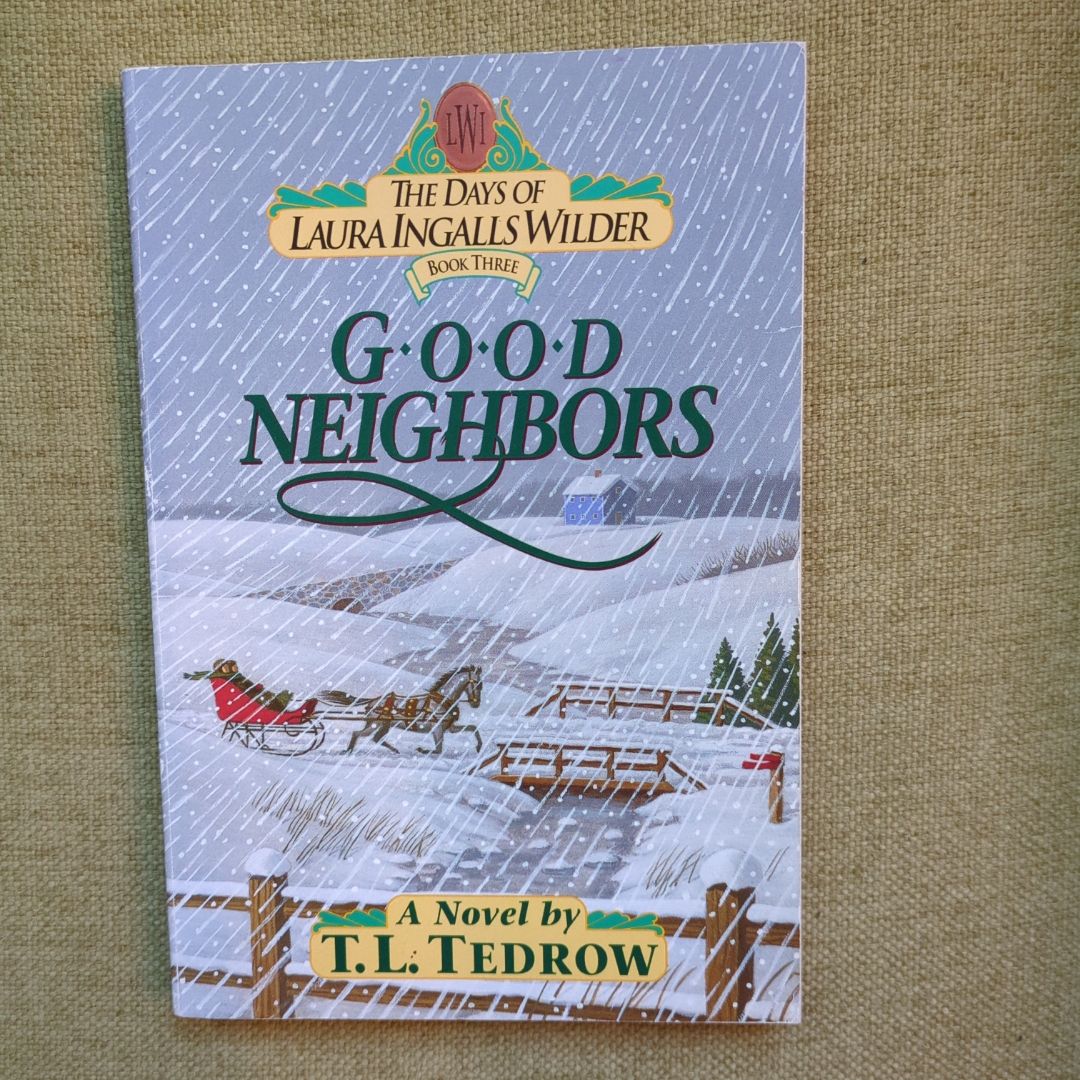 LWI
THE DAYS OF
LAURA INGALLS WILDER
BOOK THREE
G·O·O·D
NEIGHBORS
A Novel by
T.L. TEDROW